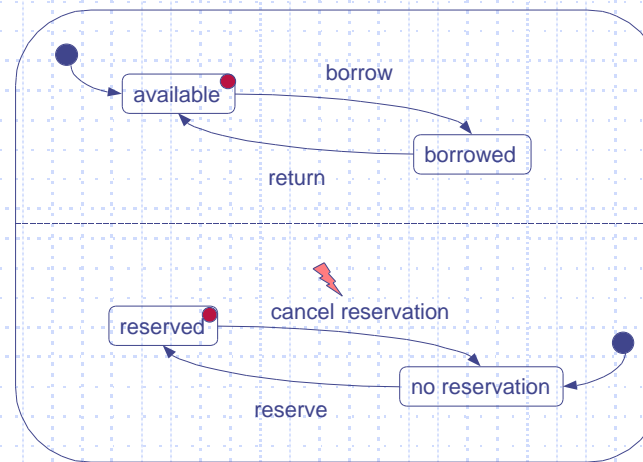 borrow
available
borrowed
return
cancel reservation
reserved
no reservation
reserve